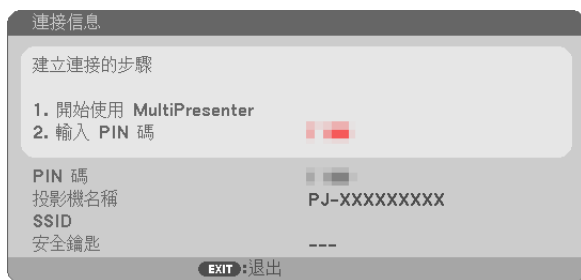 連接信息
建立連接的步驟
1. 開始使用 MultiPresenter
2. 輸入 PIN 碼
PIN 碼
投影機名稱 PJ-XXXXXXXXX
SSID
安全鑰匙 ---
EXIT :退出